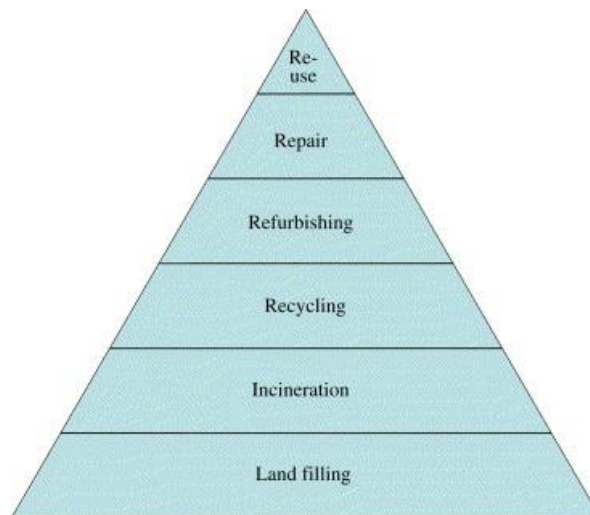 Re-
use
Repair
Refurbishing
Recycling
Incineration
Land filling